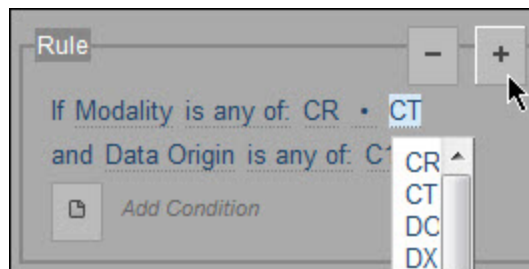 Rule
− +
If Modality is any of: CR • CT
and Data Origin is any of:
CR
CT
DC
DX
Add Condition